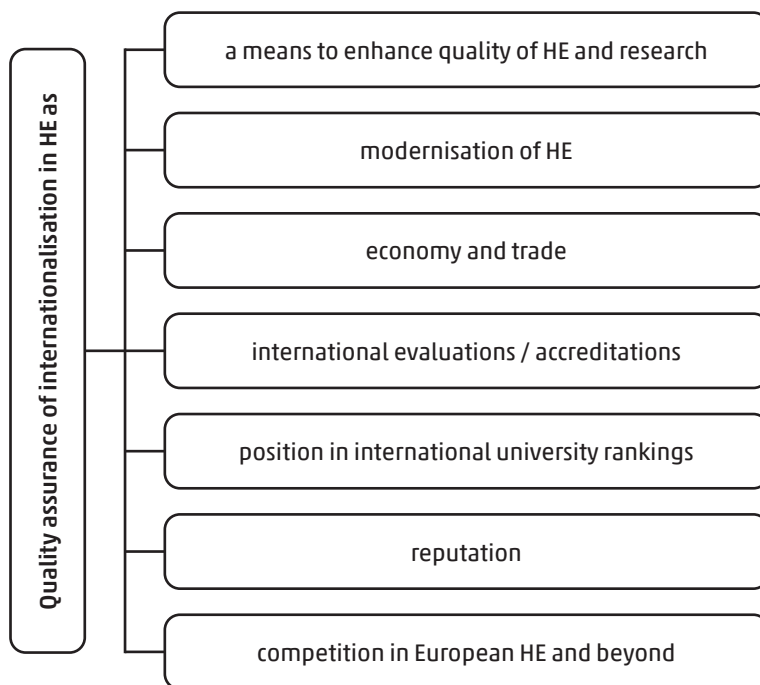 Quality assurance of internationalisation in HE as
a means to enhance quality of HE and research
modernisation of HE
economy and trade
international evaluations / accreditations
position in international university rankings
reputation
competition in European HE and beyond